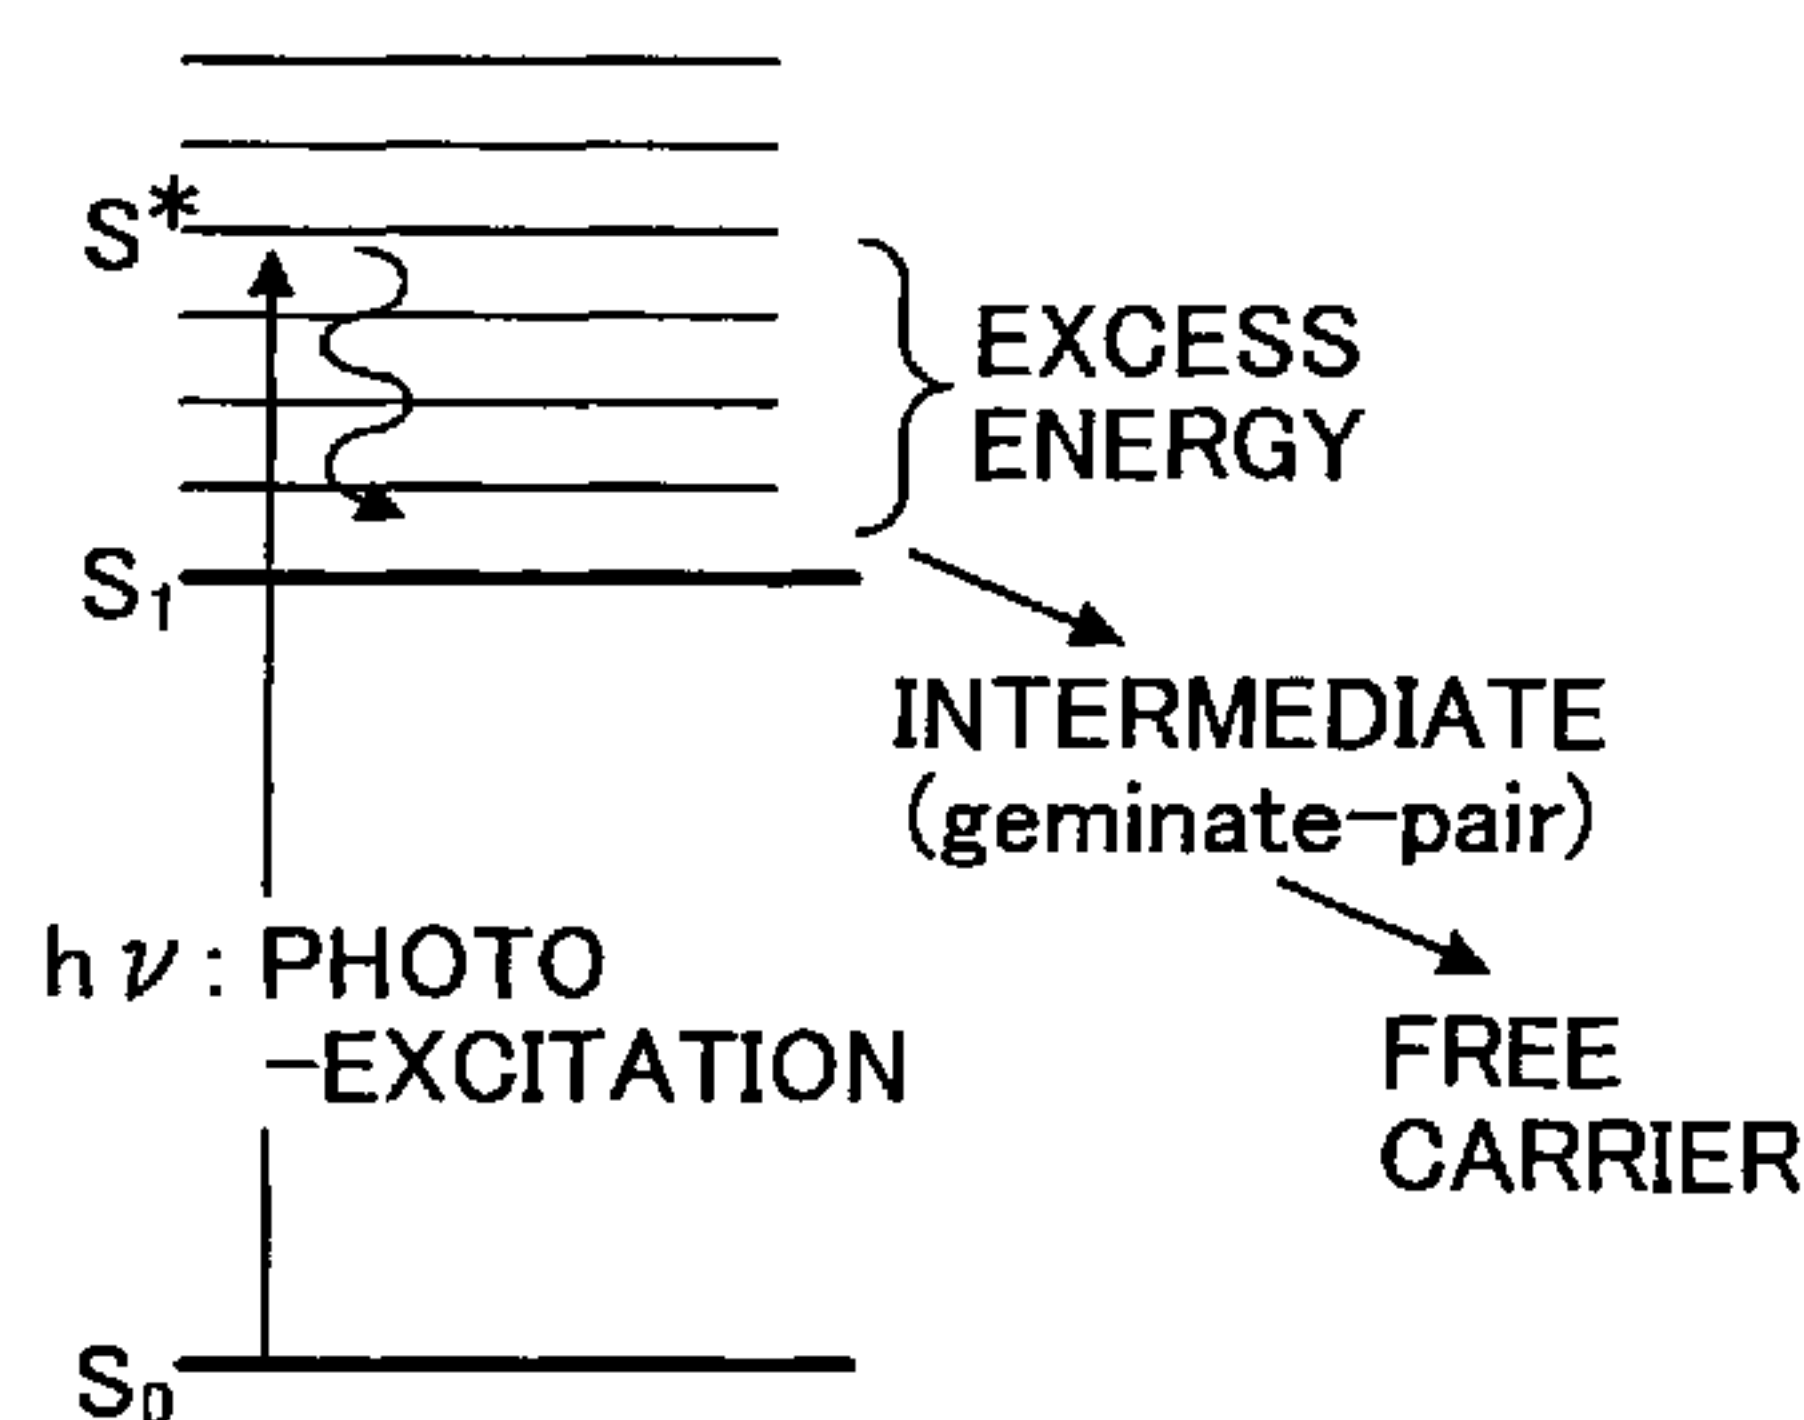 S*
EXCESS
ENERGY
S₁
INTERMEDIATE
(geminate-pair)
hν: PHOTO
-EXCITATION
FREE
CARRIER
S₀